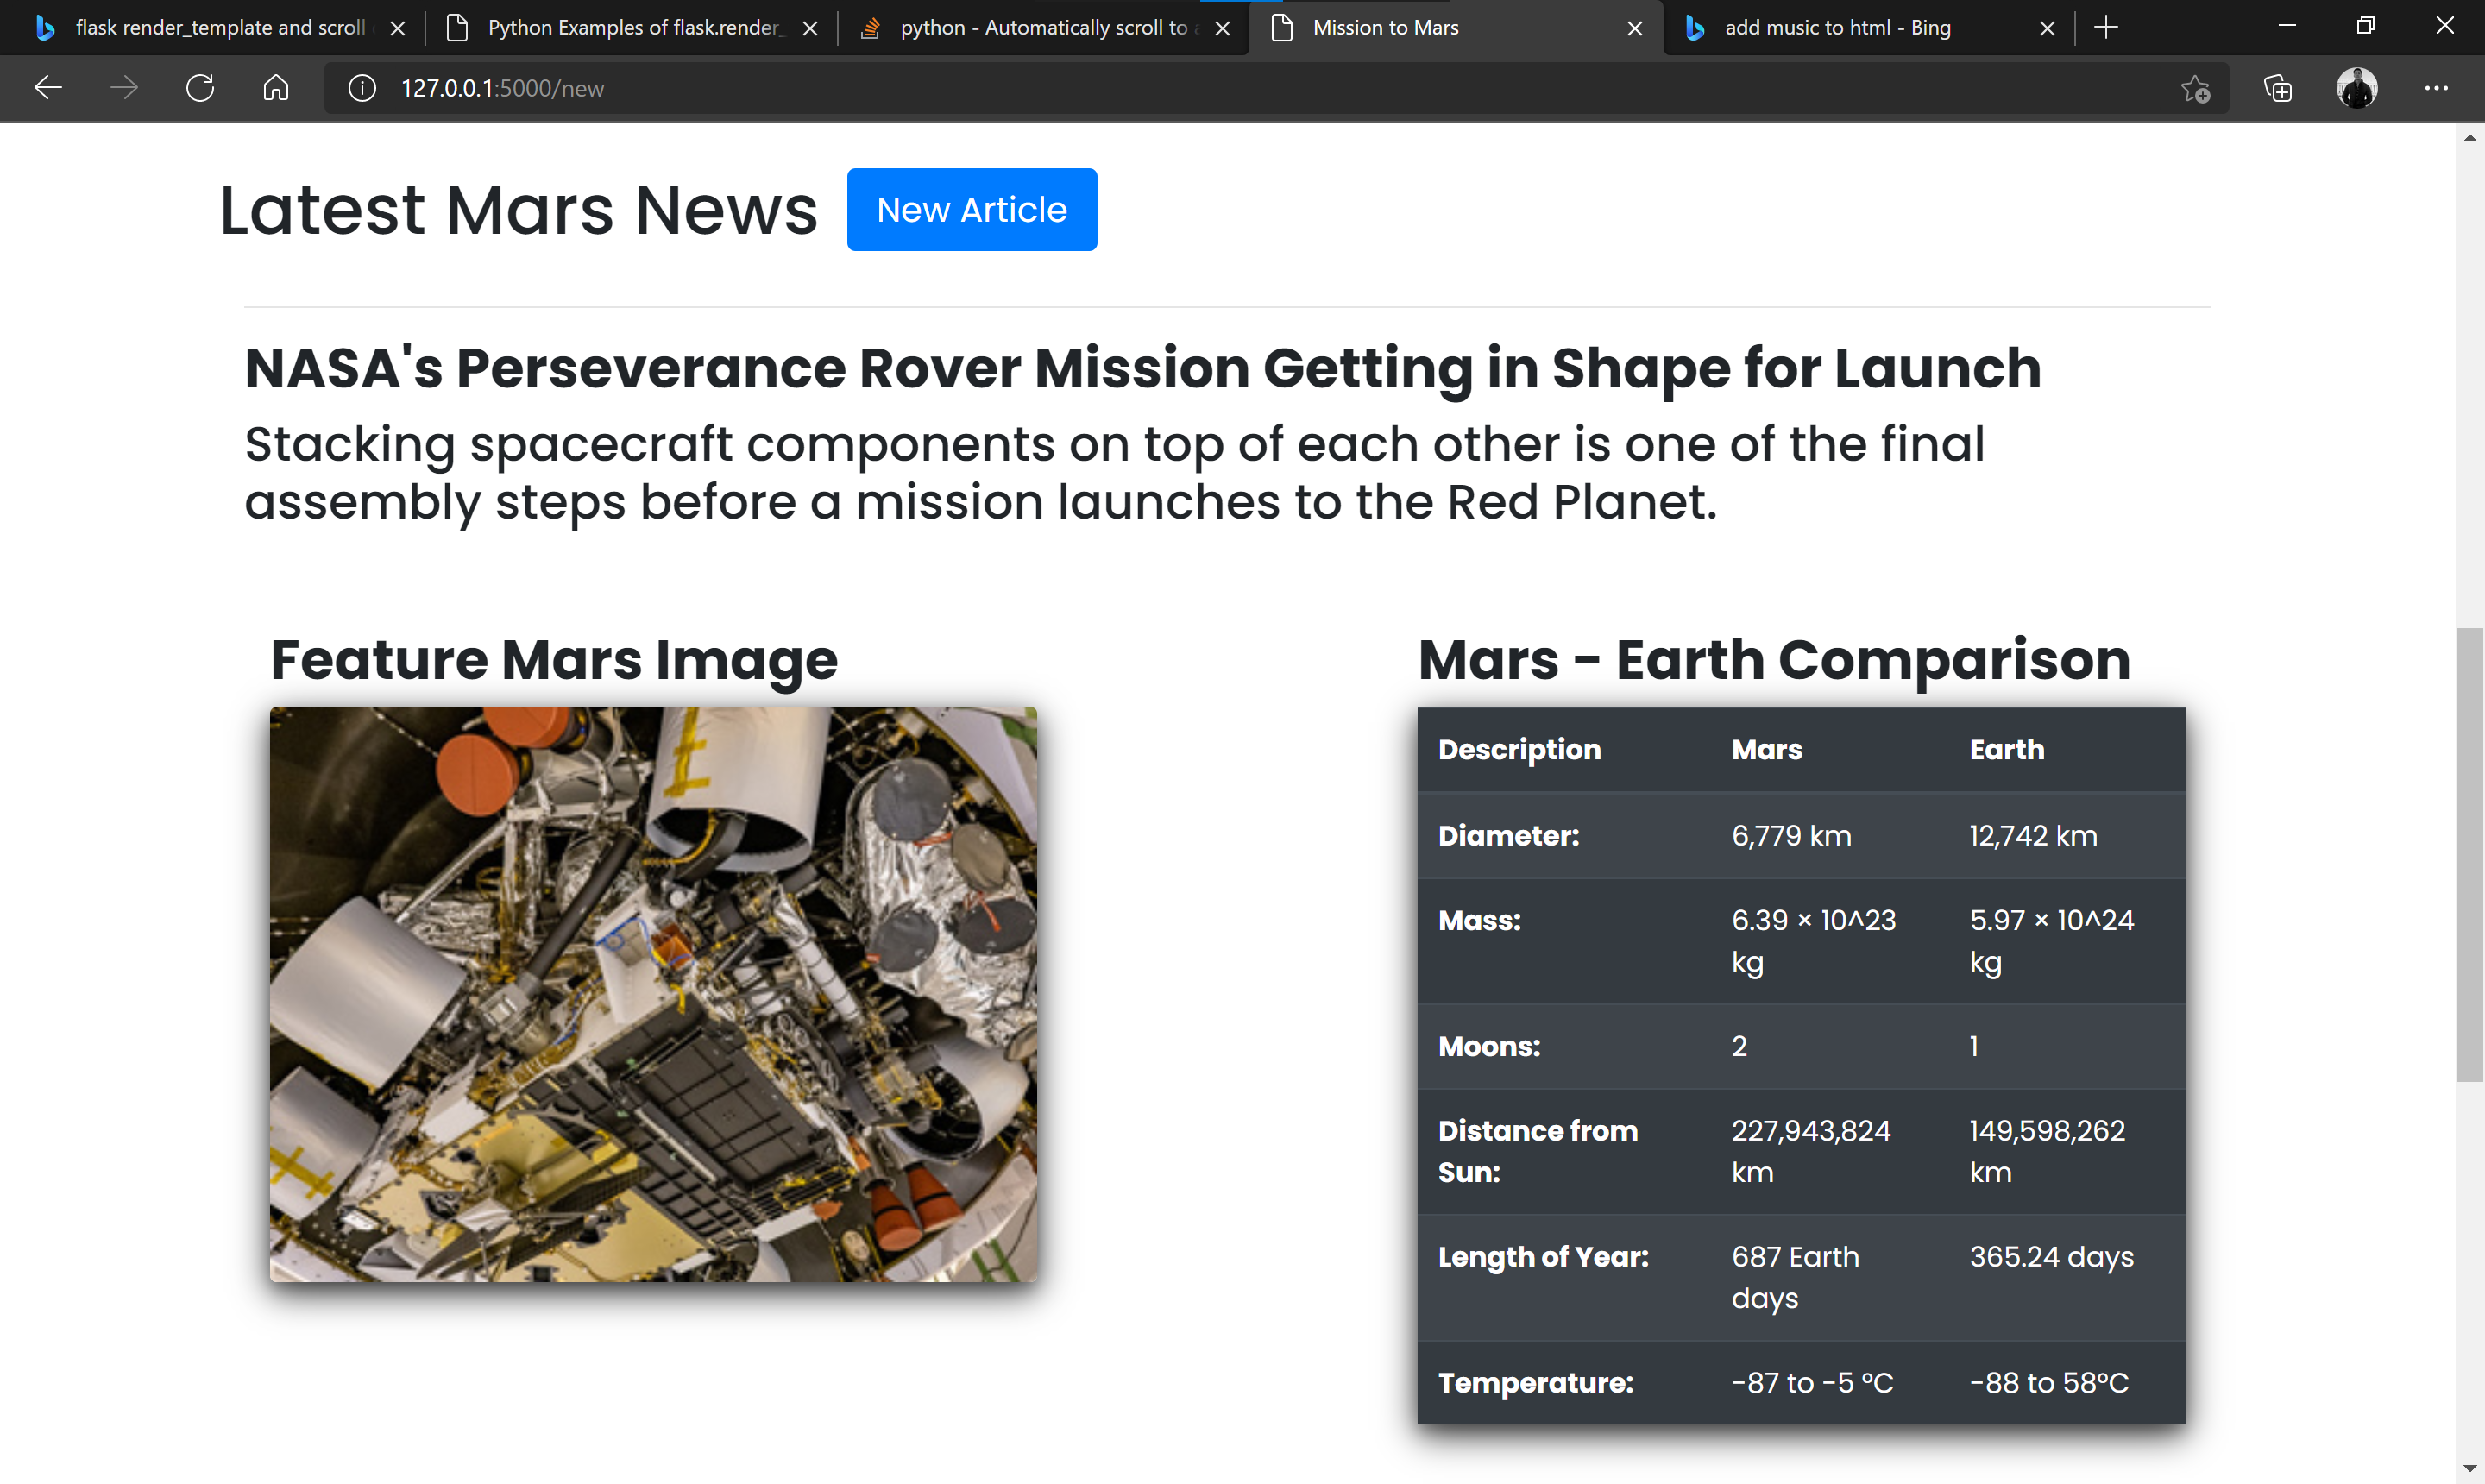 flask render_template and scroll
Python Examples of flask.render_
python - Automatically scroll to a
Mission to Mars
add music to html - Bing
127.0.0.1:5000/new
Latest Mars News
New Article
NASA's Perseverance Rover Mission Getting in Shape for Launch
Stacking spacecraft components on top of each other is one of the final
assembly steps before a mission launches to the Red Planet.
Feature Mars Image
Mars - Earth Comparison
Description Mars Earth
Diameter: 6,779 km 12,742 km
Mass: 6.39 × 10^23 kg 5.97 × 10^24 kg
Moons: 2 1
Distance from Sun: 227,943,824 km 149,598,262 km
Length of Year: 687 Earth days 365.24 days
Temperature: -87 to -5 °C -88 to 58°C